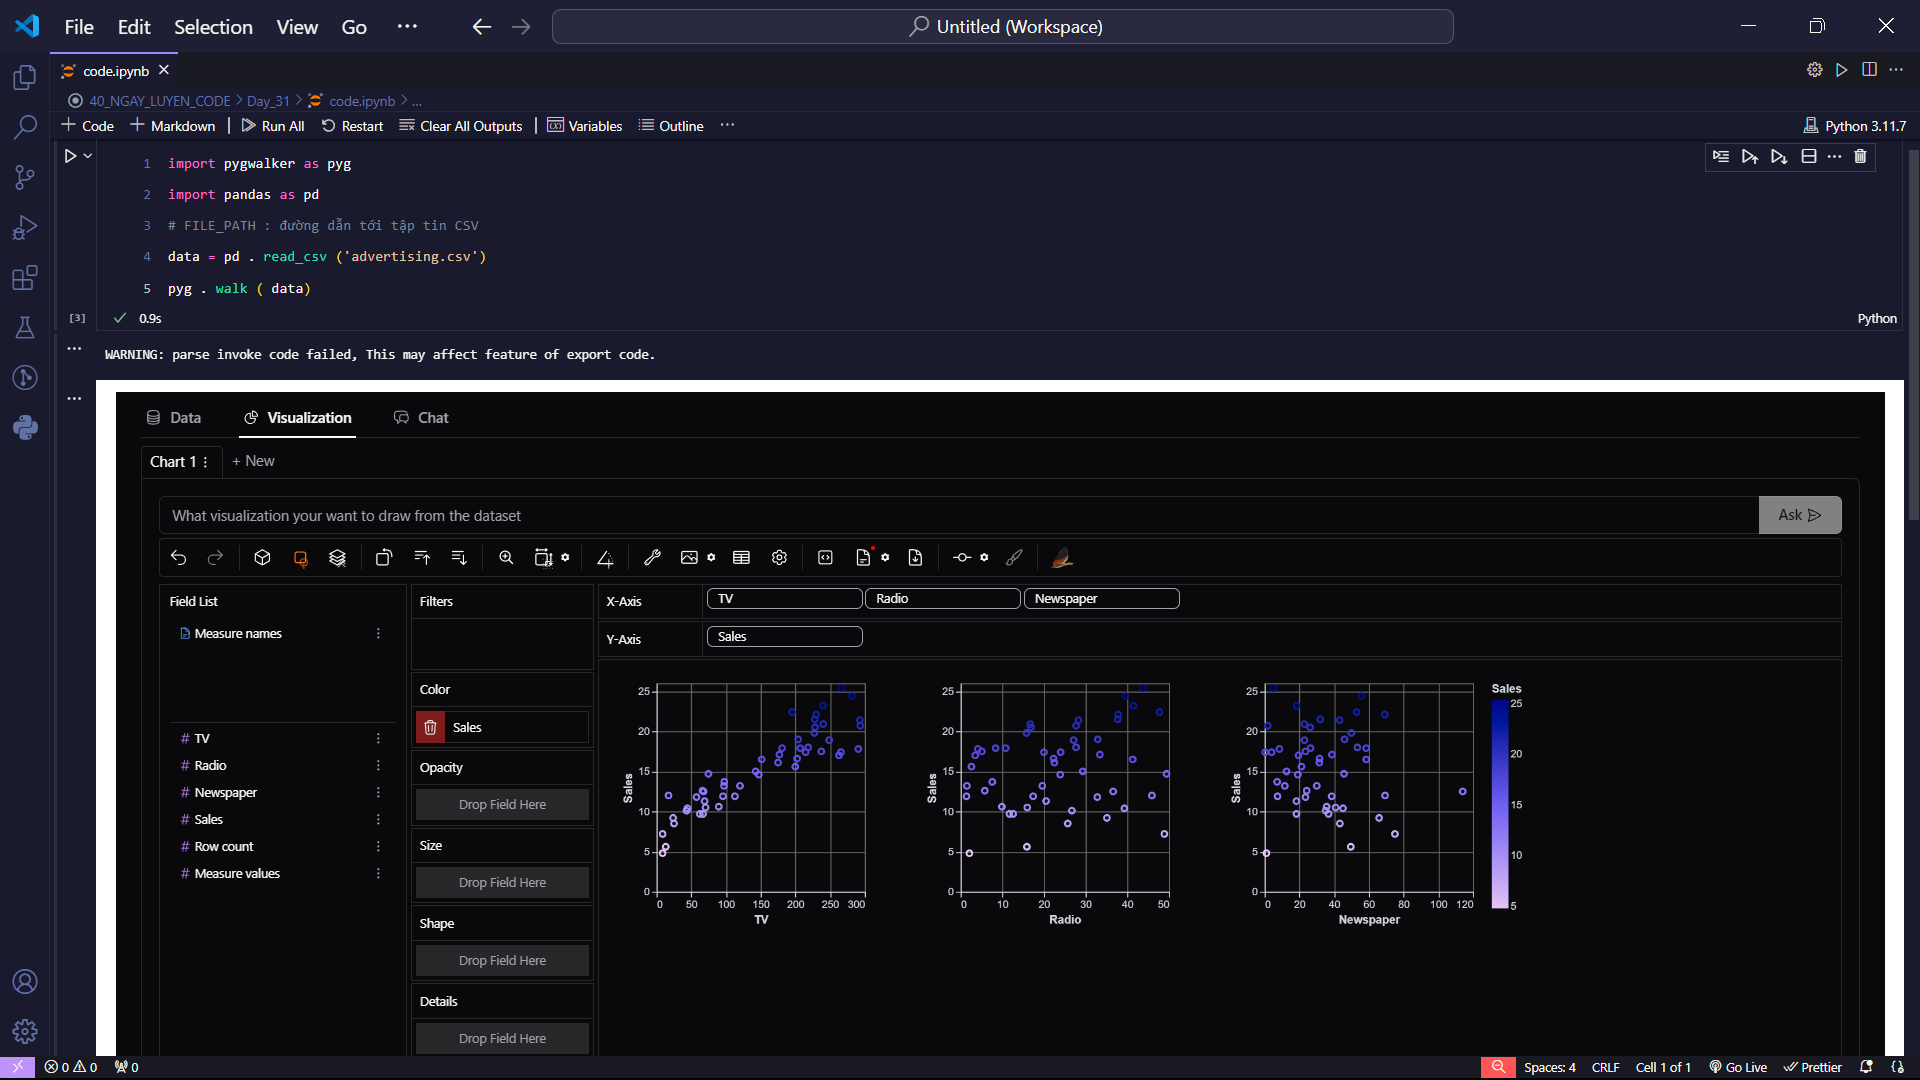 File Edit Selection View Go ··· Untitled (Workspace)
code.ipynb
40_NGAY_LUYEN_CODE > Day_31 > code.ipynb > ...
+ Code + Markdown | Run All Restart Clear All Outputs | Variables Outline ··· Python 3.11.7
1 import pygwalker as pyg
2 import pandas as pd
3 # FILE_PATH : đường dẫn tới tập tin CSV
4 data = pd . read_csv ('advertising.csv')
5 pyg . walk ( data)
[3] 0.9s Python
WARNING: parse invoke code failed, This may affect feature of export code.
Data Visualization Chat
Chart 1 + New
What visualization your want to draw from the dataset Ask
Field List
Measure names
# TV
# Radio
# Newspaper
# Sales
# Row count
# Measure values
Filters
Color
Sales
Opacity
Drop Field Here
Size
Drop Field Here
Shape
Drop Field Here
Details
Drop Field Here
X-Axis TV Radio Newspaper
Y-Axis Sales
Sales
25
20
15
10
5
0
0 50 100 150 200 250 300
TV
Sales
25
20
15
10
5
0
0 10 20 30 40 50
Radio
Sales
25
20
15
10
5
0
0 20 40 60 80 100 120
Newspaper
Sales
25
20
15
10
5
0 0 0 Spaces: 4 CRLF Cell 1 of 1 Go Live Prettier